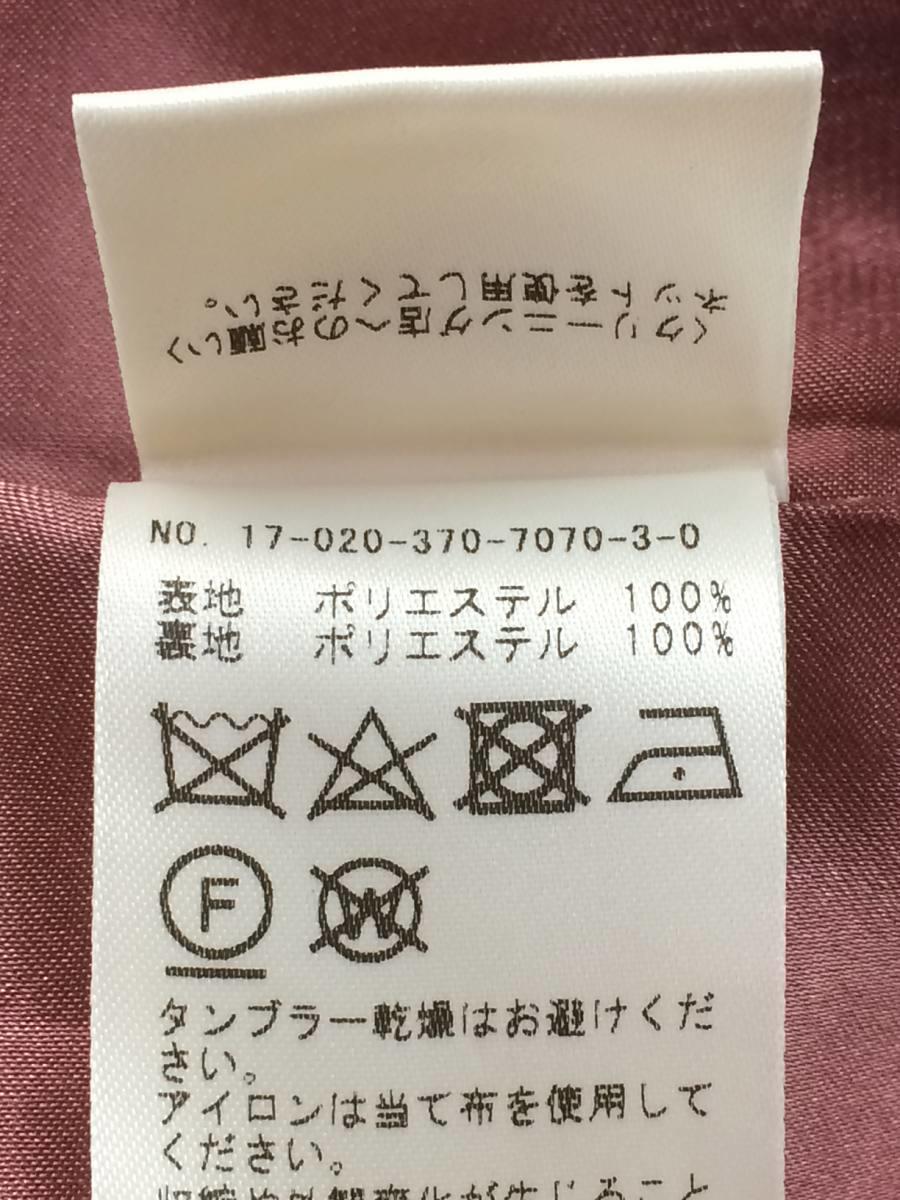 <クリーニング店へのお願い>
ネットを使用してください。
NO. 17-020-370-7070-3-0
表地 ポリエステル 100%
裏地 ポリエステル 100%
F
W
タンブラー乾燥はお避けくだ
さい。
アイロンは当て布を使用して
ください。